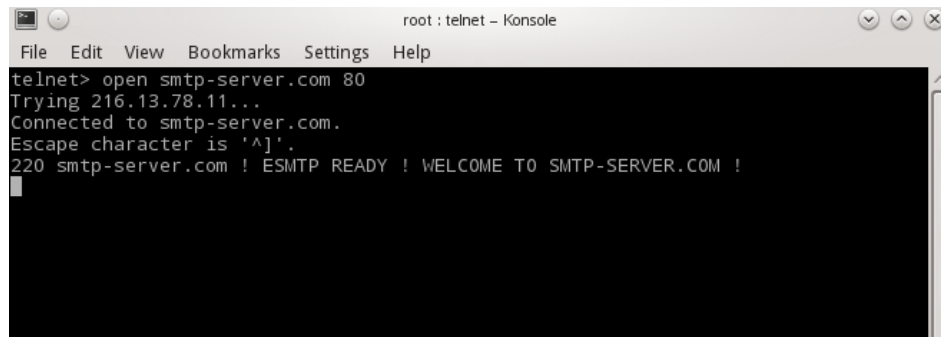 root : telnet – Konsole
File Edit View Bookmarks Settings Help
telnet> open smtp-server.com 80
Trying 216.13.78.11...
Connected to smtp-server.com.
Escape character is '^]'.
220 smtp-server.com ! ESMTP READY ! WELCOME TO SMTP-SERVER.COM !